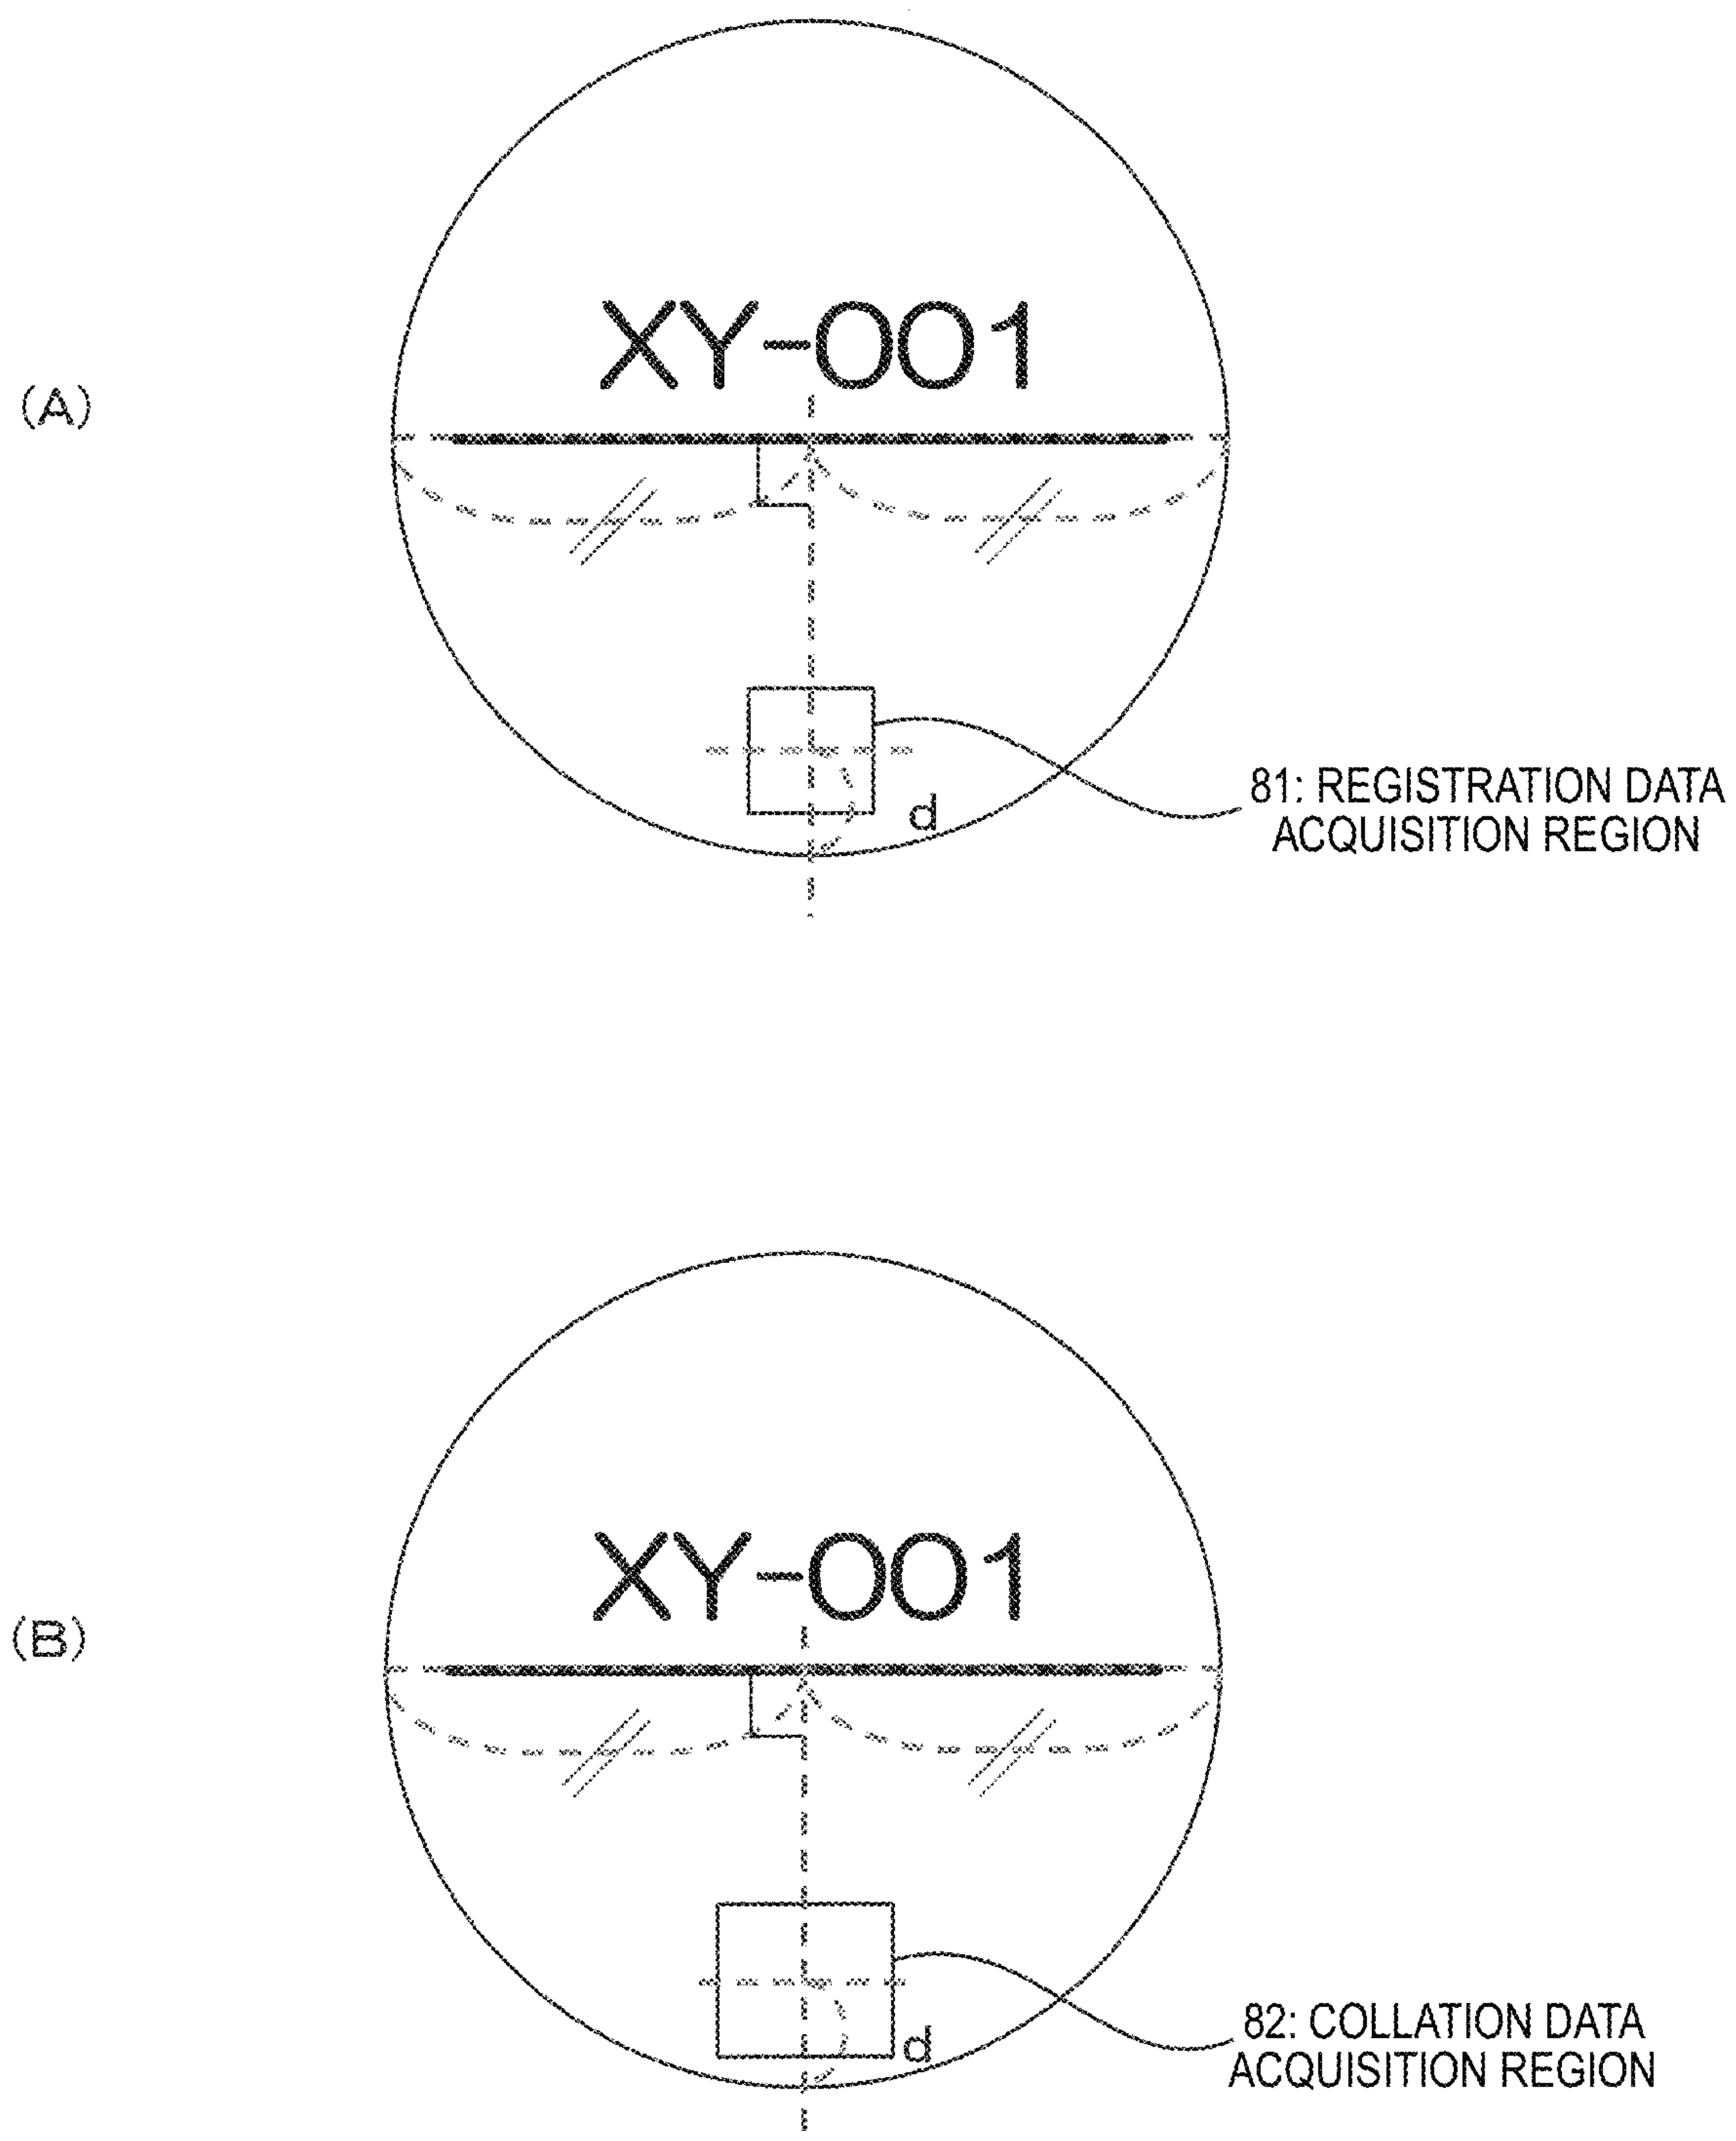 (A)
XY-001
d
81: REGISTRATION DATA
ACQUISITION REGION
(B)
XY-001
d
82: COLLATION DATA
ACQUISITION REGION